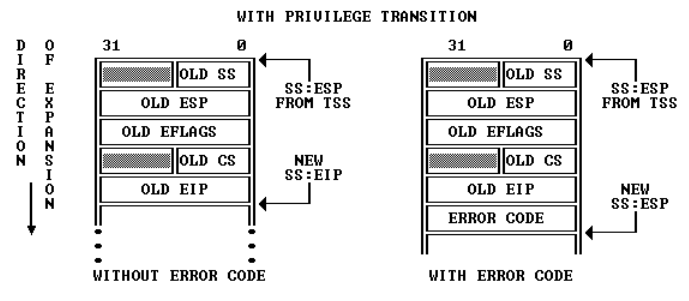 WITH PRIVILEGE TRANSITION
DIRECTION
OF EXPANSION
31 0
OLD SS
OLD ESP
OLD EFLAGS
OLD CS
OLD EIP
SS:ESP
FROM TSS
NEW
SS:EIP
WITHOUT ERROR CODE
31 0
OLD SS
OLD ESP
OLD EFLAGS
OLD CS
OLD EIP
ERROR CODE
SS:ESP
FROM TSS
NEW
SS:ESP
WITH ERROR CODE